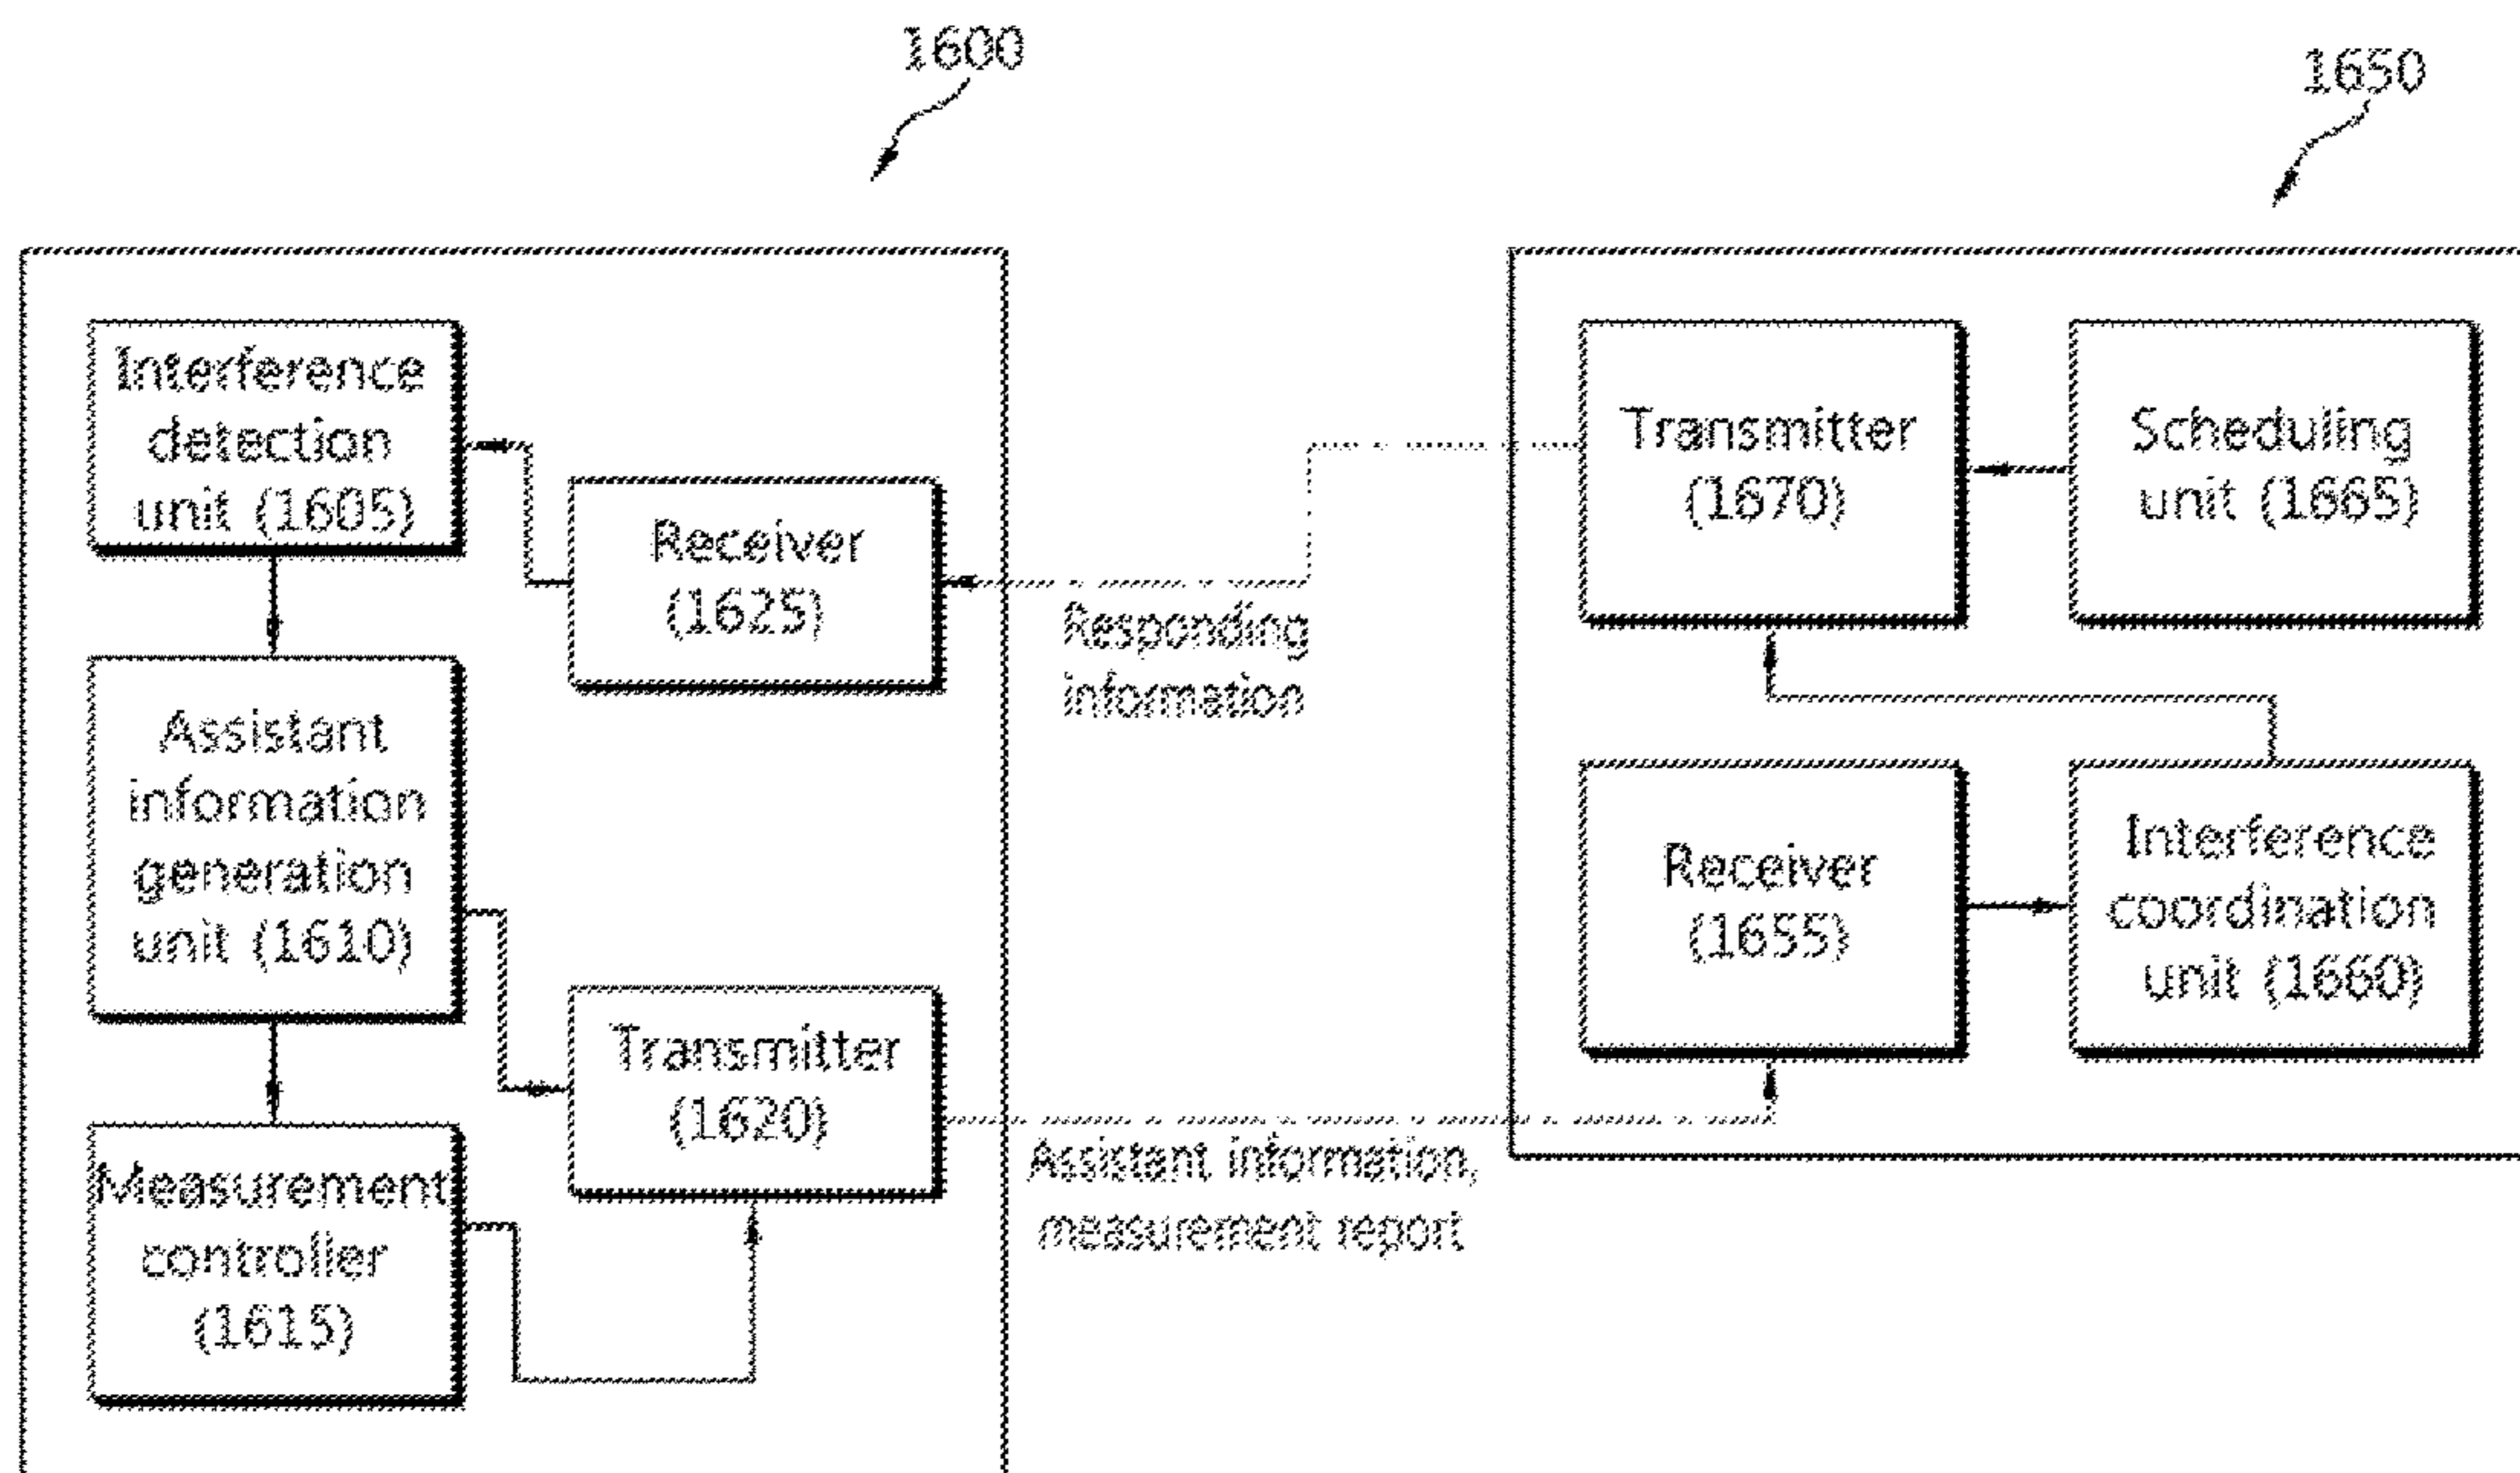 1600
1650
Interference
detection
unit (1605)
Receiver
(1625)
Assistant
information
generation
unit (1610)
Transmitter
(1620)
Measurement
controller
(1615)
Responding
information
Assistant information,
measurement report
Transmitter
(1670)
Scheduling
unit (1665)
Receiver
(1655)
Interference
coordination
unit (1660)